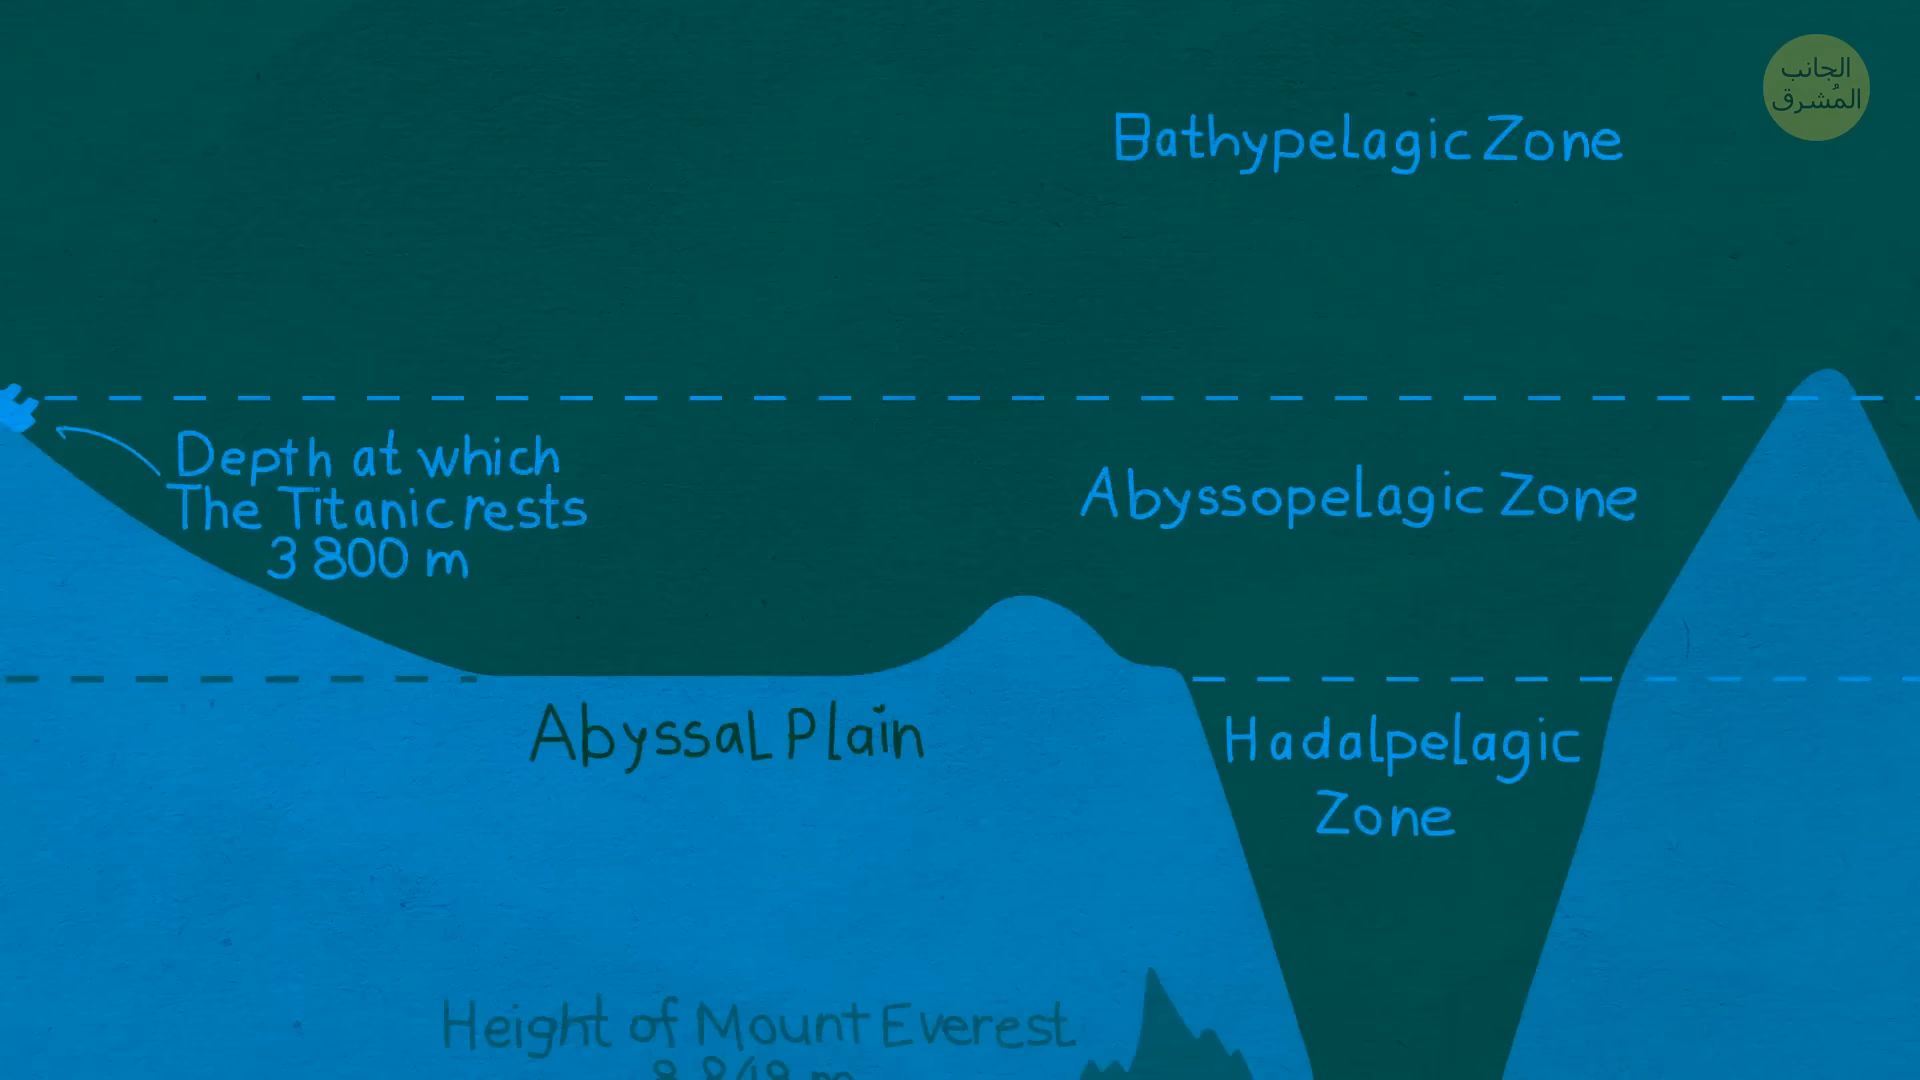 الجانب
المُشرق
Bathypelagic Zone
Depth at which
The Titanic rests
3 800 m
Abyssopelagic Zone
Abyssal Plain
Hadalpelagic
Zone
Height of Mount Everest